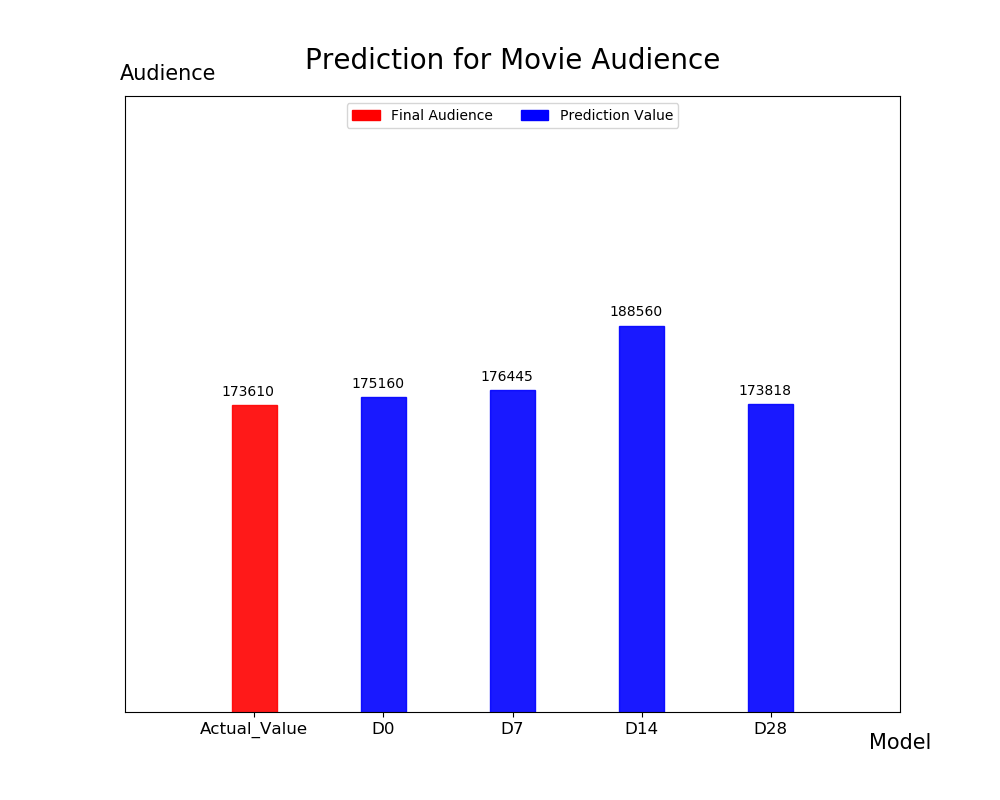 Prediction for Movie Audience
Audience
Final Audience Prediction Value
188560
176445
175160
173610
173818
Actual_Value D0 D7 D14 D28
Model